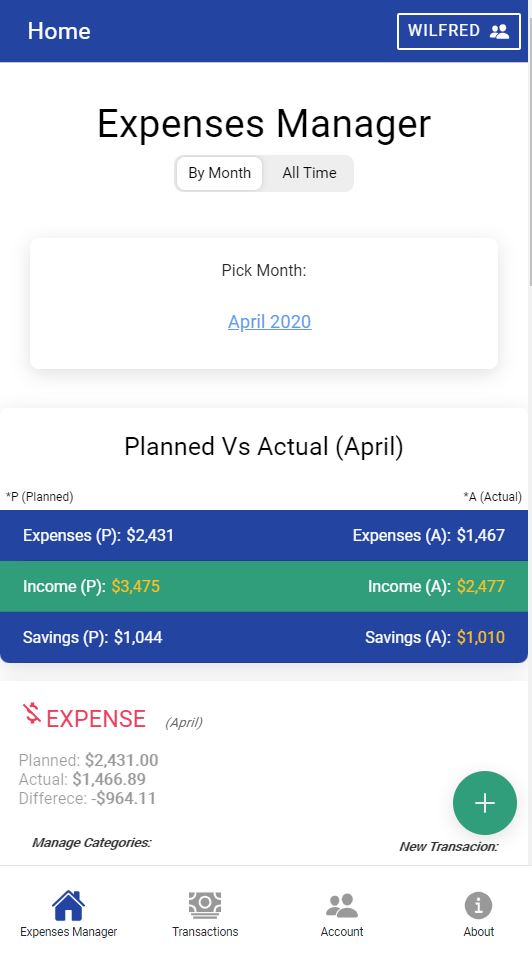 Home
WILFRED
Expenses Manager
By Month All Time
Pick Month:
April 2020
Planned Vs Actual (April)
*P (Planned) *A (Actual)
Expenses (P): $2,431 Expenses (A): $1,467
Income (P): $3,475 Income (A): $2,477
Savings (P): $1,044 Savings (A): $1,010
EXPENSE (April)
Planned: $2,431.00
Actual: $1,466.89
Differece: -$964.11
Manage Categories: New Transacion:
Expenses Manager Transactions Account About